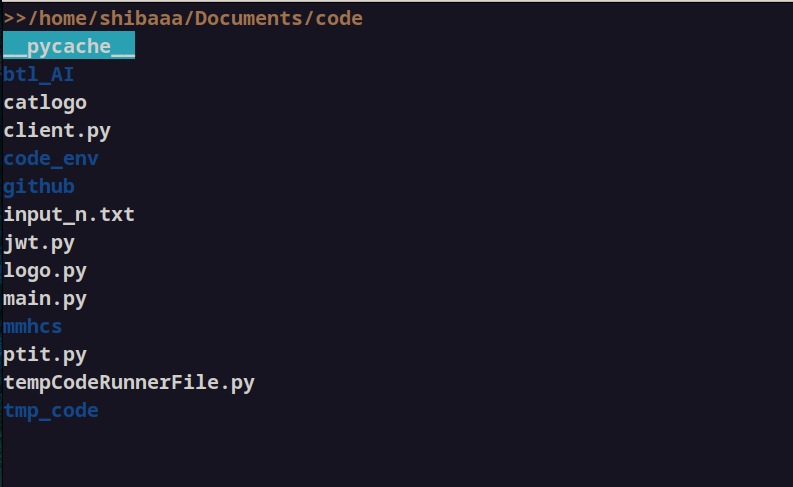 >>/home/shibaaa/Documents/code
__pycache__
btl_AI
catlogo
client.py
code_env
github
input_n.txt
jwt.py
logo.py
main.py
mmhcs
ptit.py
tempCodeRunnerFile.py
tmp_code